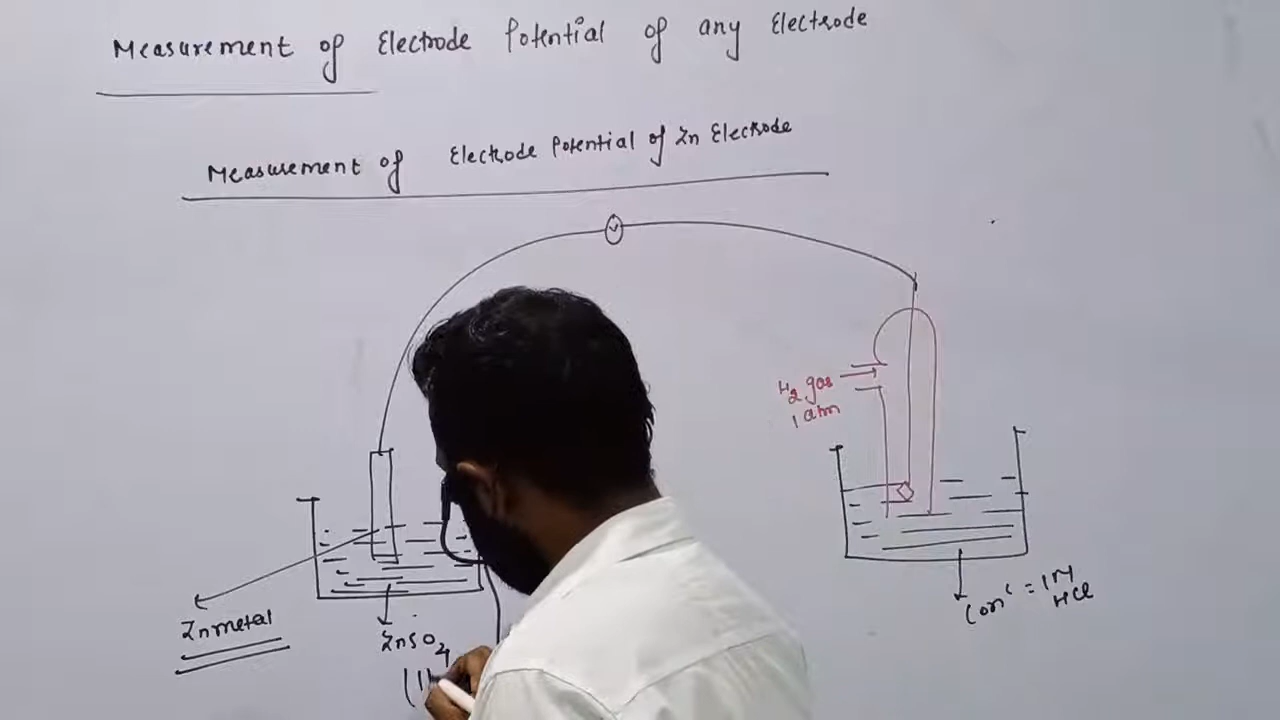 Measurement of Electrode Potential of any Electrode
Measurement of Electrode Potential of Zn Electrode
V
H2 gas
1 atm
Zn metal
ZnSO4
(1
Conc = 1M
HCl